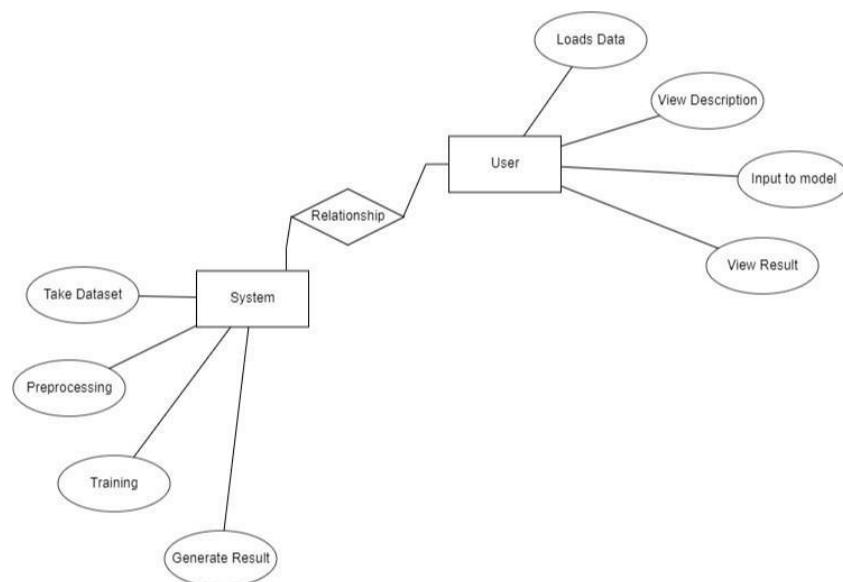 Loads Data
View Description
User
Input to model
Relationship
View Result
Take Dataset
System
Preprocessing
Training
Generate Result